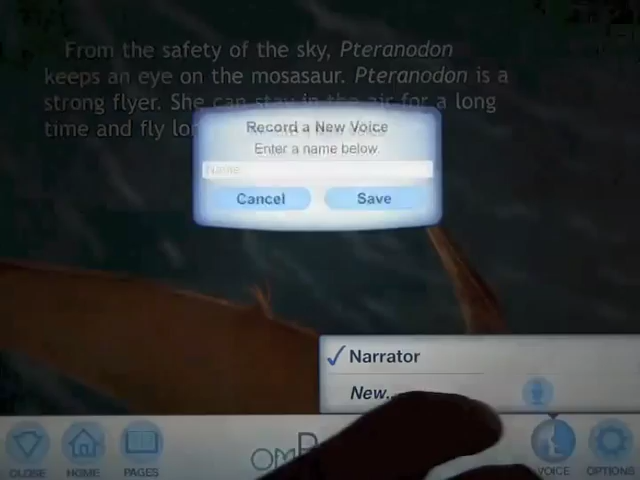 From the safety of the sky, Pteranodon
keeps an eye on the mosasaur. Pteranodon is a
strong flyer. She can stay in the air for a long
time and fly lon
Record a New Voice
Enter a name below.
Name
Cancel
Save
Narrator
New...
CLOSE
HOME
PAGES
VOICE
OPTIONS